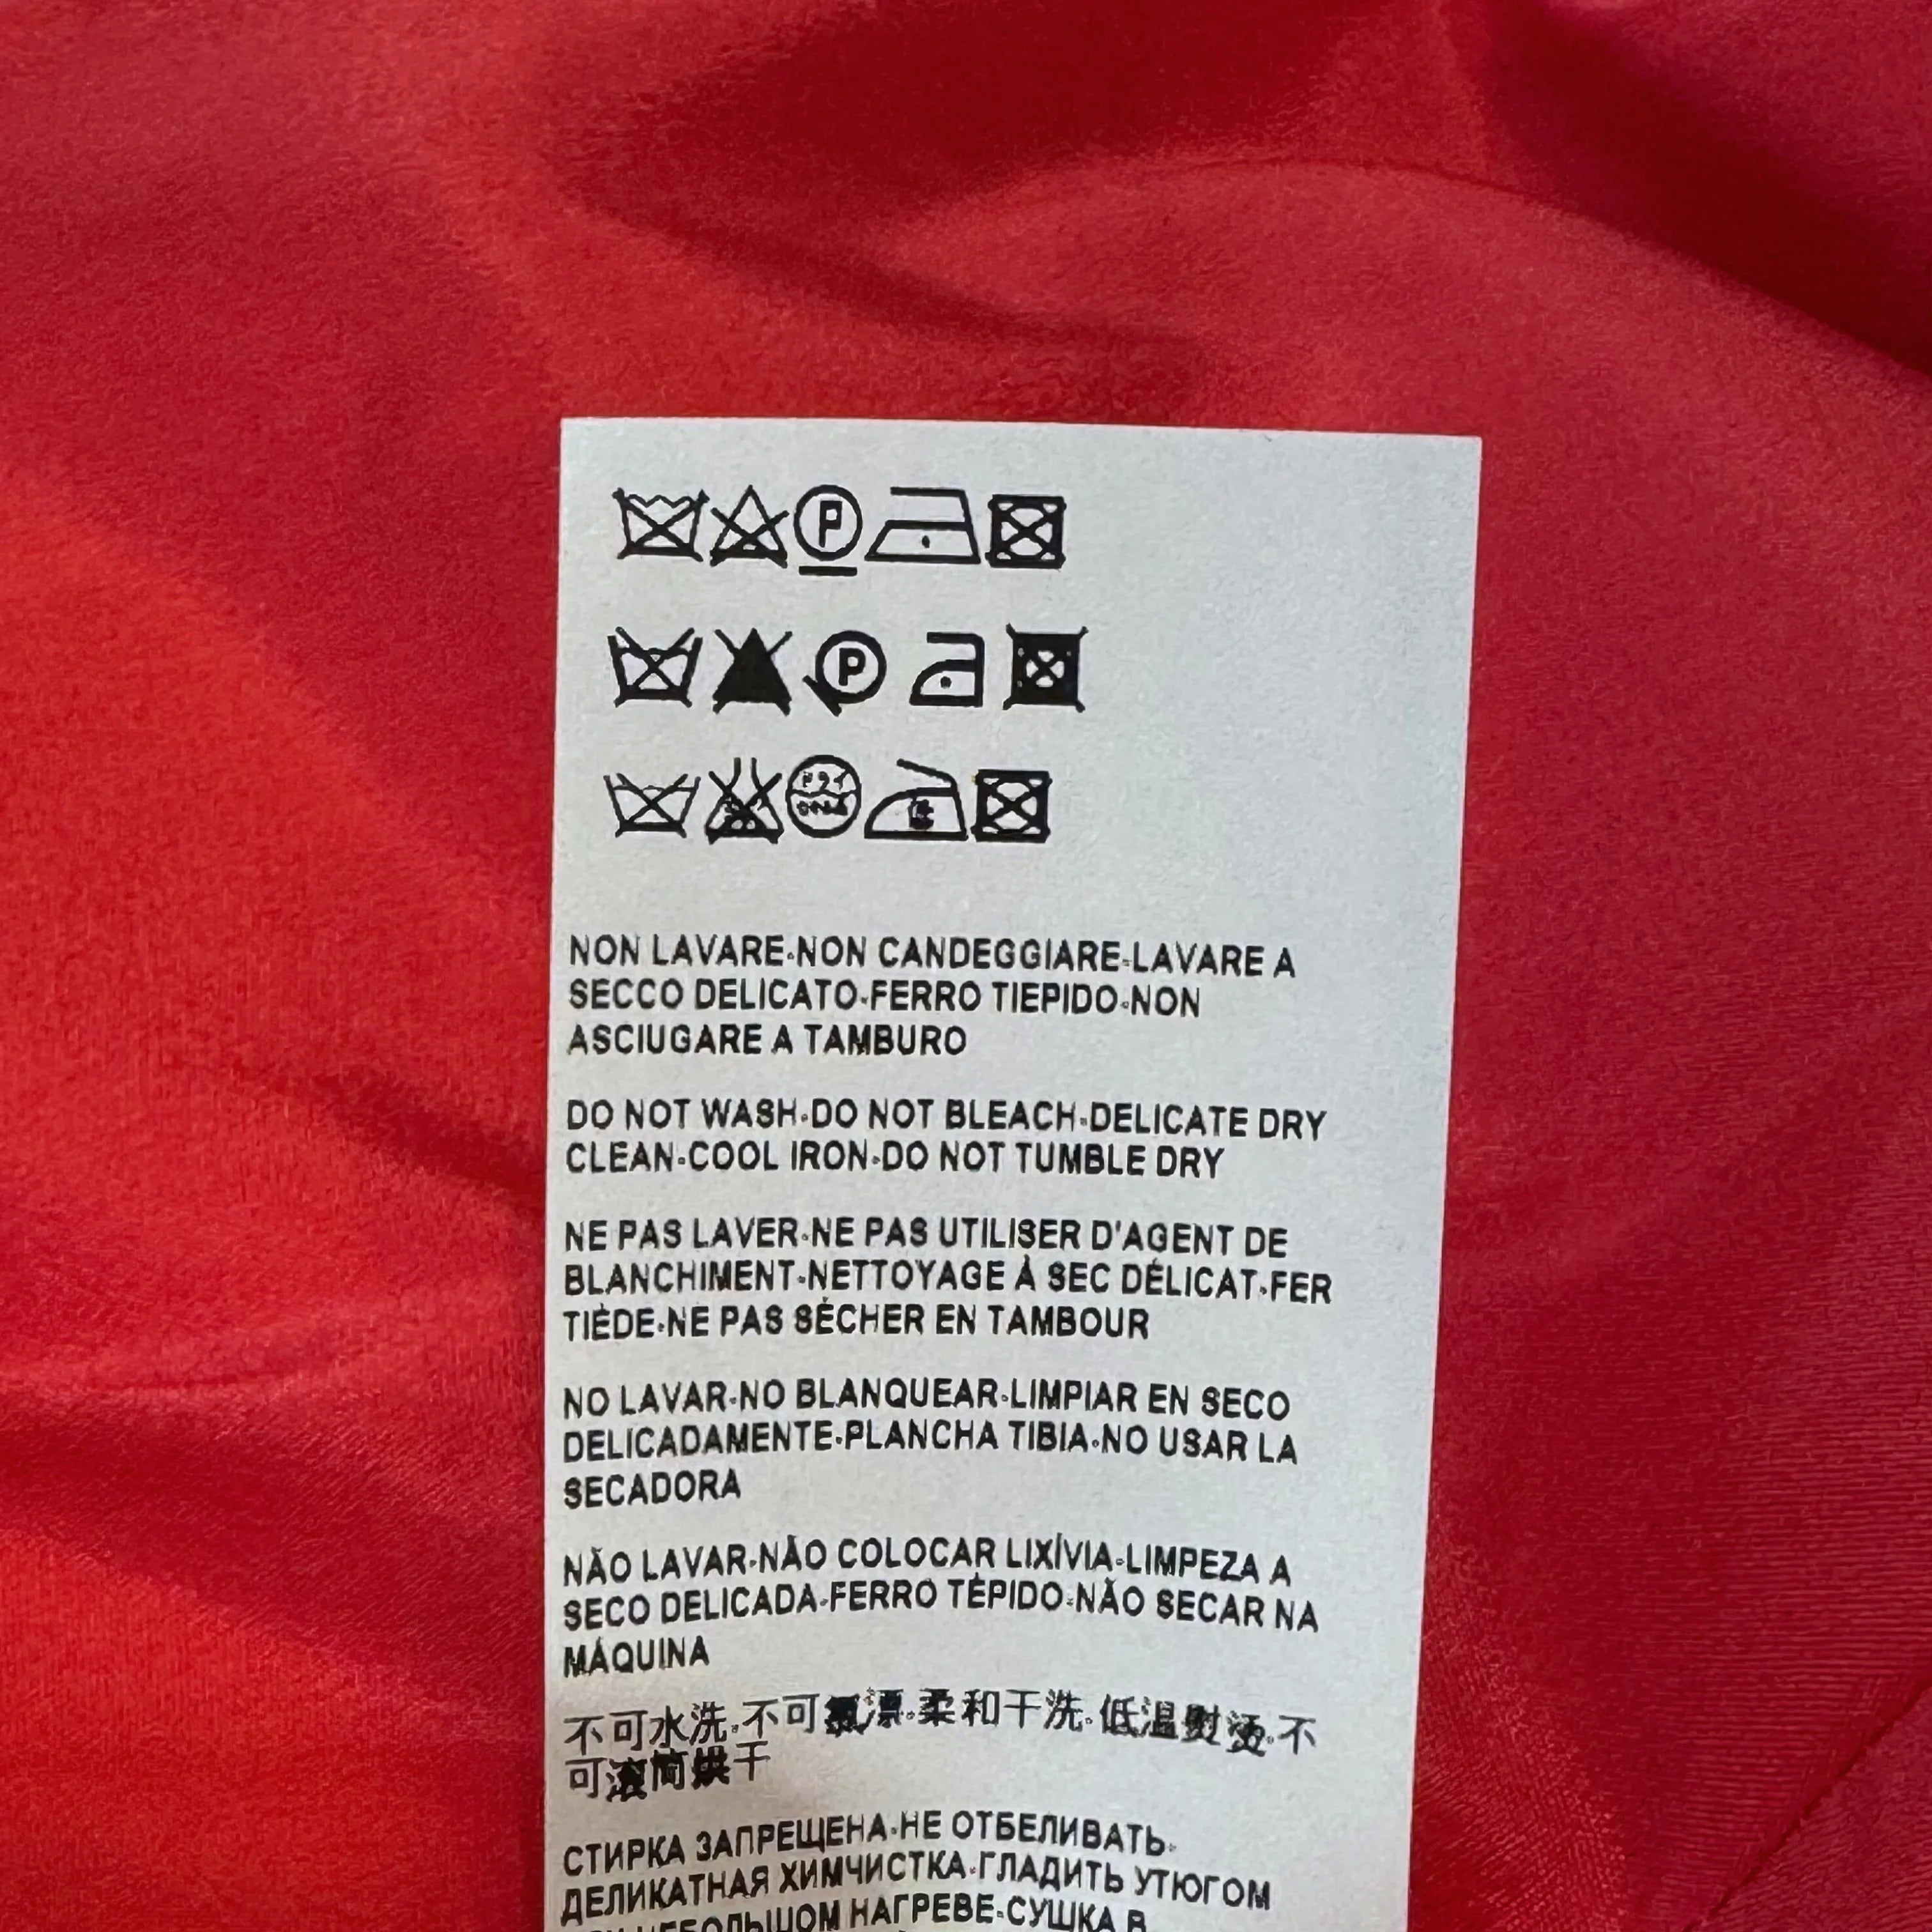 P
P
DRY
NON LAVARE-NON CANDEGGIARE-LAVARE A
SECCO DELICATO-FERRO TIEPIDO-NON
ASCIUGARE A TAMBURO
DO NOT WASH-DO NOT BLEACH-DELICATE DRY
CLEAN-COOL IRON-DO NOT TUMBLE DRY
NE PAS LAVER-NE PAS UTILISER D'AGENT DE
BLANCHIMENT-NETTOYAGE À SEC DÉLICAT-FER
TIÈDE-NE PAS SÉCHER EN TAMBOUR
NO LAVAR-NO BLANQUEAR-LIMPIAR EN SECO
DELICADAMENTE-PLANCHA TIBIA-NO USAR LA
SECADORA
NÃO LAVAR-NÃO COLOCAR LIXÍVIA-LIMPEZA A
SECO DELICADA-FERRO TÉPIDO-NÃO SECAR NA
MÁQUINA
不可水洗-不可氯漂-柔和干洗-低温熨烫-不
可滚筒烘干
СТИРКА ЗАПРЕЩЕНА-НЕ ОТБЕЛИВАТЬ-
ДЕЛИКАТНАЯ ХИМЧИСТКА-ГЛАДИТЬ УТЮГОМ
НЕБОЛЬШОМ НАГРЕВЕ-СУШКА В